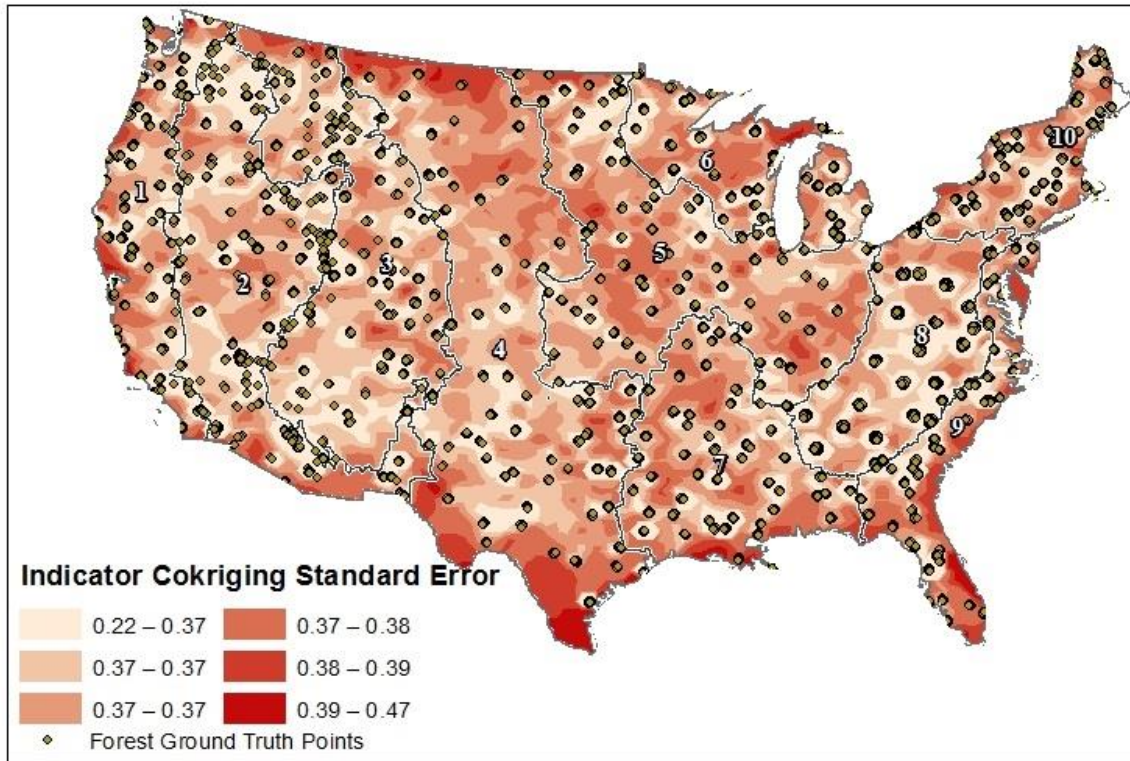 10
6
1
5
3
2
4
8
9
7
Indicator Cokriging Standard Error
0.22 – 0.37 0.37 – 0.38
0.37 – 0.37 0.38 – 0.39
0.37 – 0.37 0.39 – 0.47
Forest Ground Truth Points